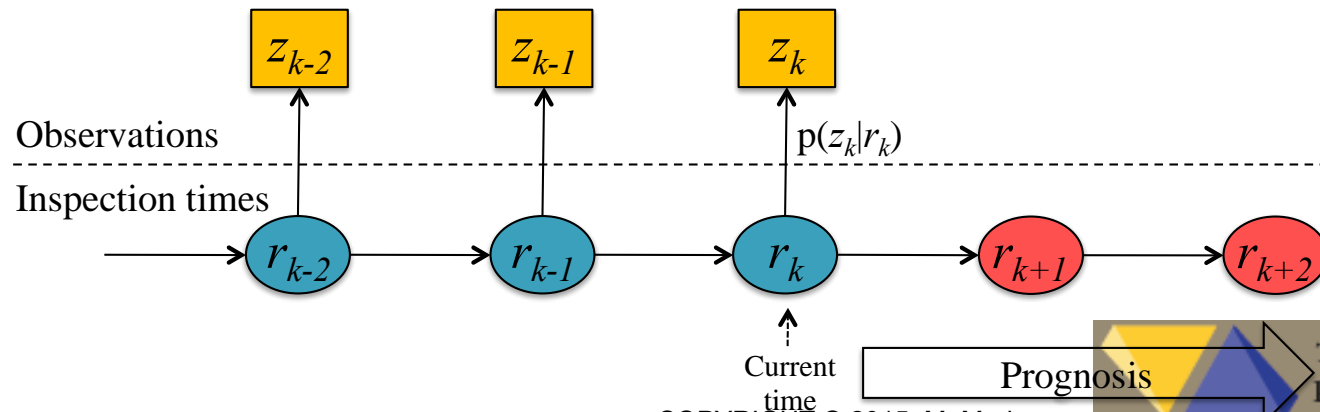 z_{k-2} z_{k-1} z_k
Observations
p(z_k|r_k)
Inspection times
r_{k-2} r_{k-1} r_k r_{k+1} r_{k+2}
Current
time
Prognosis